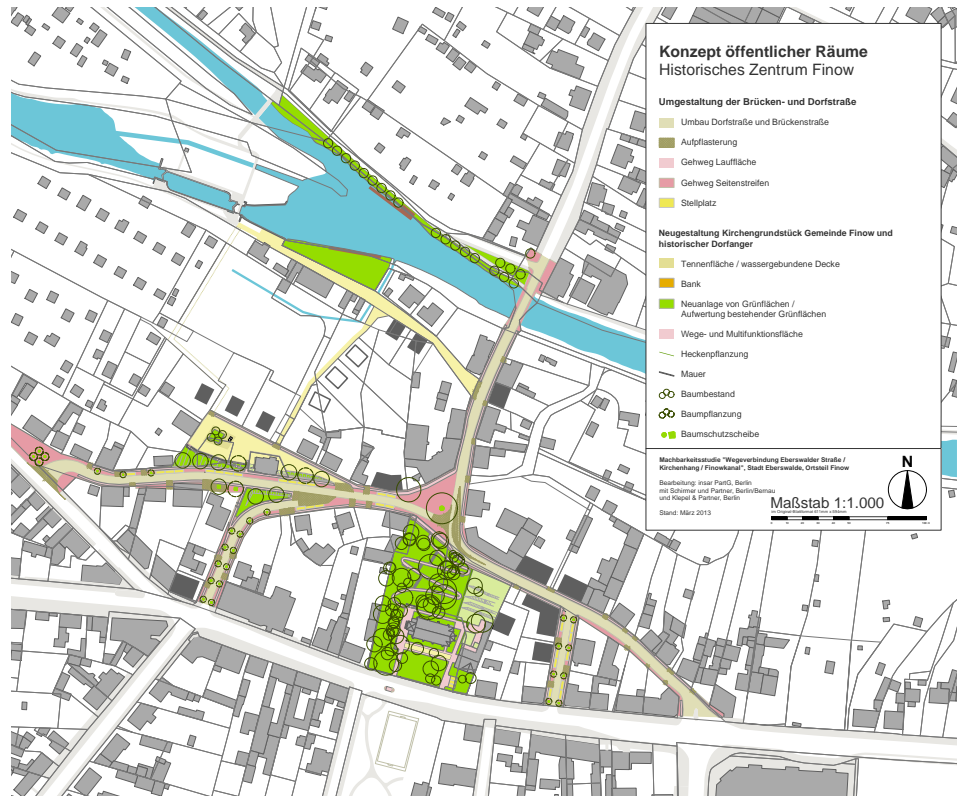 Konzept öffentlicher Räume
Historisches Zentrum Finow
Umgestaltung der Brücken- und Dorfstraße
Umbau Dorfstraße und Brückenstraße
Aufpflasterung
Gehweg Lauffläche
Gehweg Seitenstreifen
Stellplatz
Neugestaltung Kirchengrundstück Gemeinde Finow und
historischer Dorfanger
Tennenfläche / wassergebundene Decke
Bank
Neuanlage von Grünflächen /
Aufwertung bestehender Grünflächen
Wege- und Multifunktionsfläche
Heckenpflanzung
Mauer
Baumbestand
Baumpflanzung
Baumschutzscheibe
Machbarkeitsstudie "Wegeverbindung Eberswalder Straße /
Kirchenhang / Finowkanal", Stadt Eberswalde, Ortsteil Finow
Bearbeitung: insar PartG, Berlin
mit Schirmer und Partner, Berlin/Bernau
und Klepel & Partner, Berlin
Stand: März 2013
N
Maßstab 1:1.000